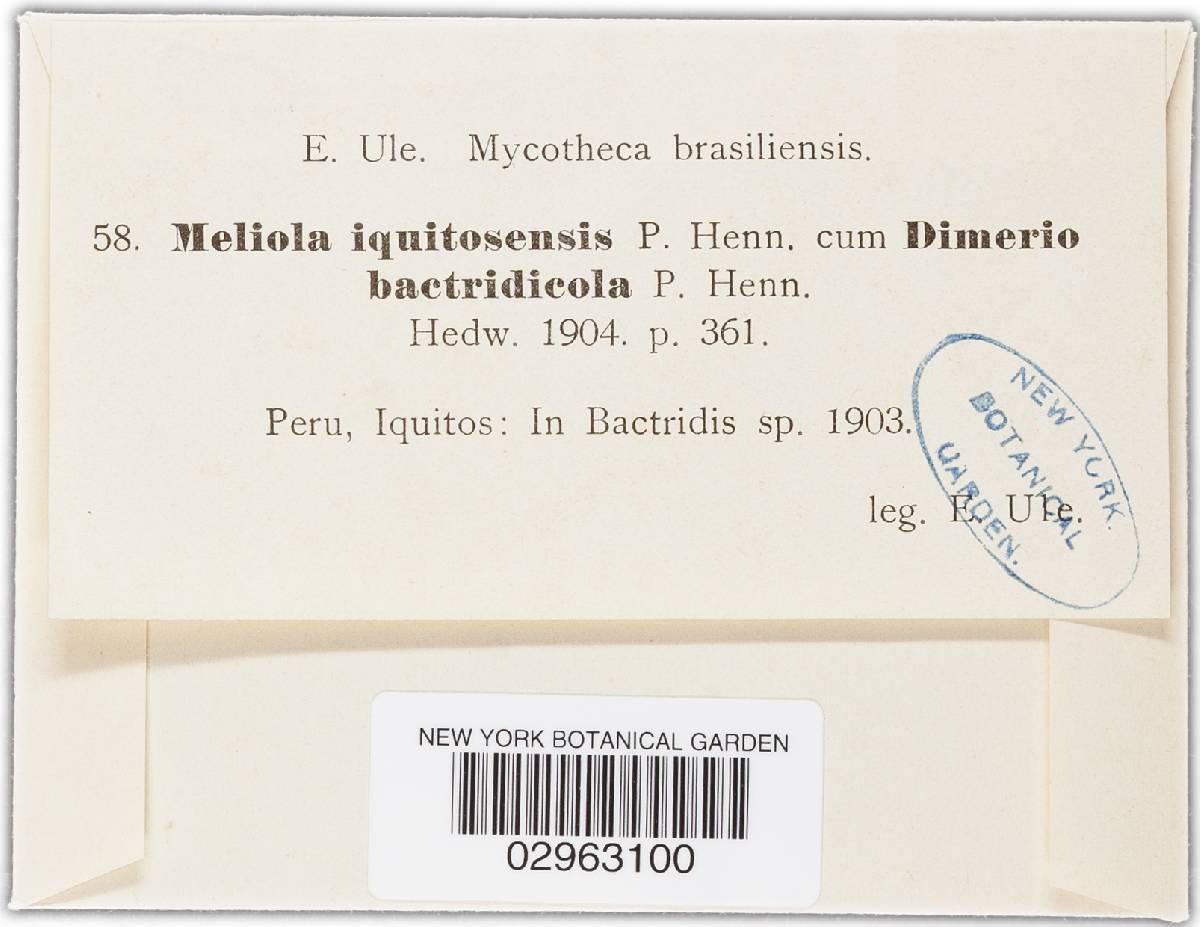 E. Ule. Mycotheca brasiliensis.
58. Meliola iquitosensis P. Henn. cum Dimerio
bactridicola P. Henn.
Hedw. 1904. p. 361.
Peru, Iquitos: In Bactridis sp. 1903.
leg. E. Ule.
NEW YORK.
BOTANICAL
GARDEN.
NEW YORK BOTANICAL GARDEN
02963100